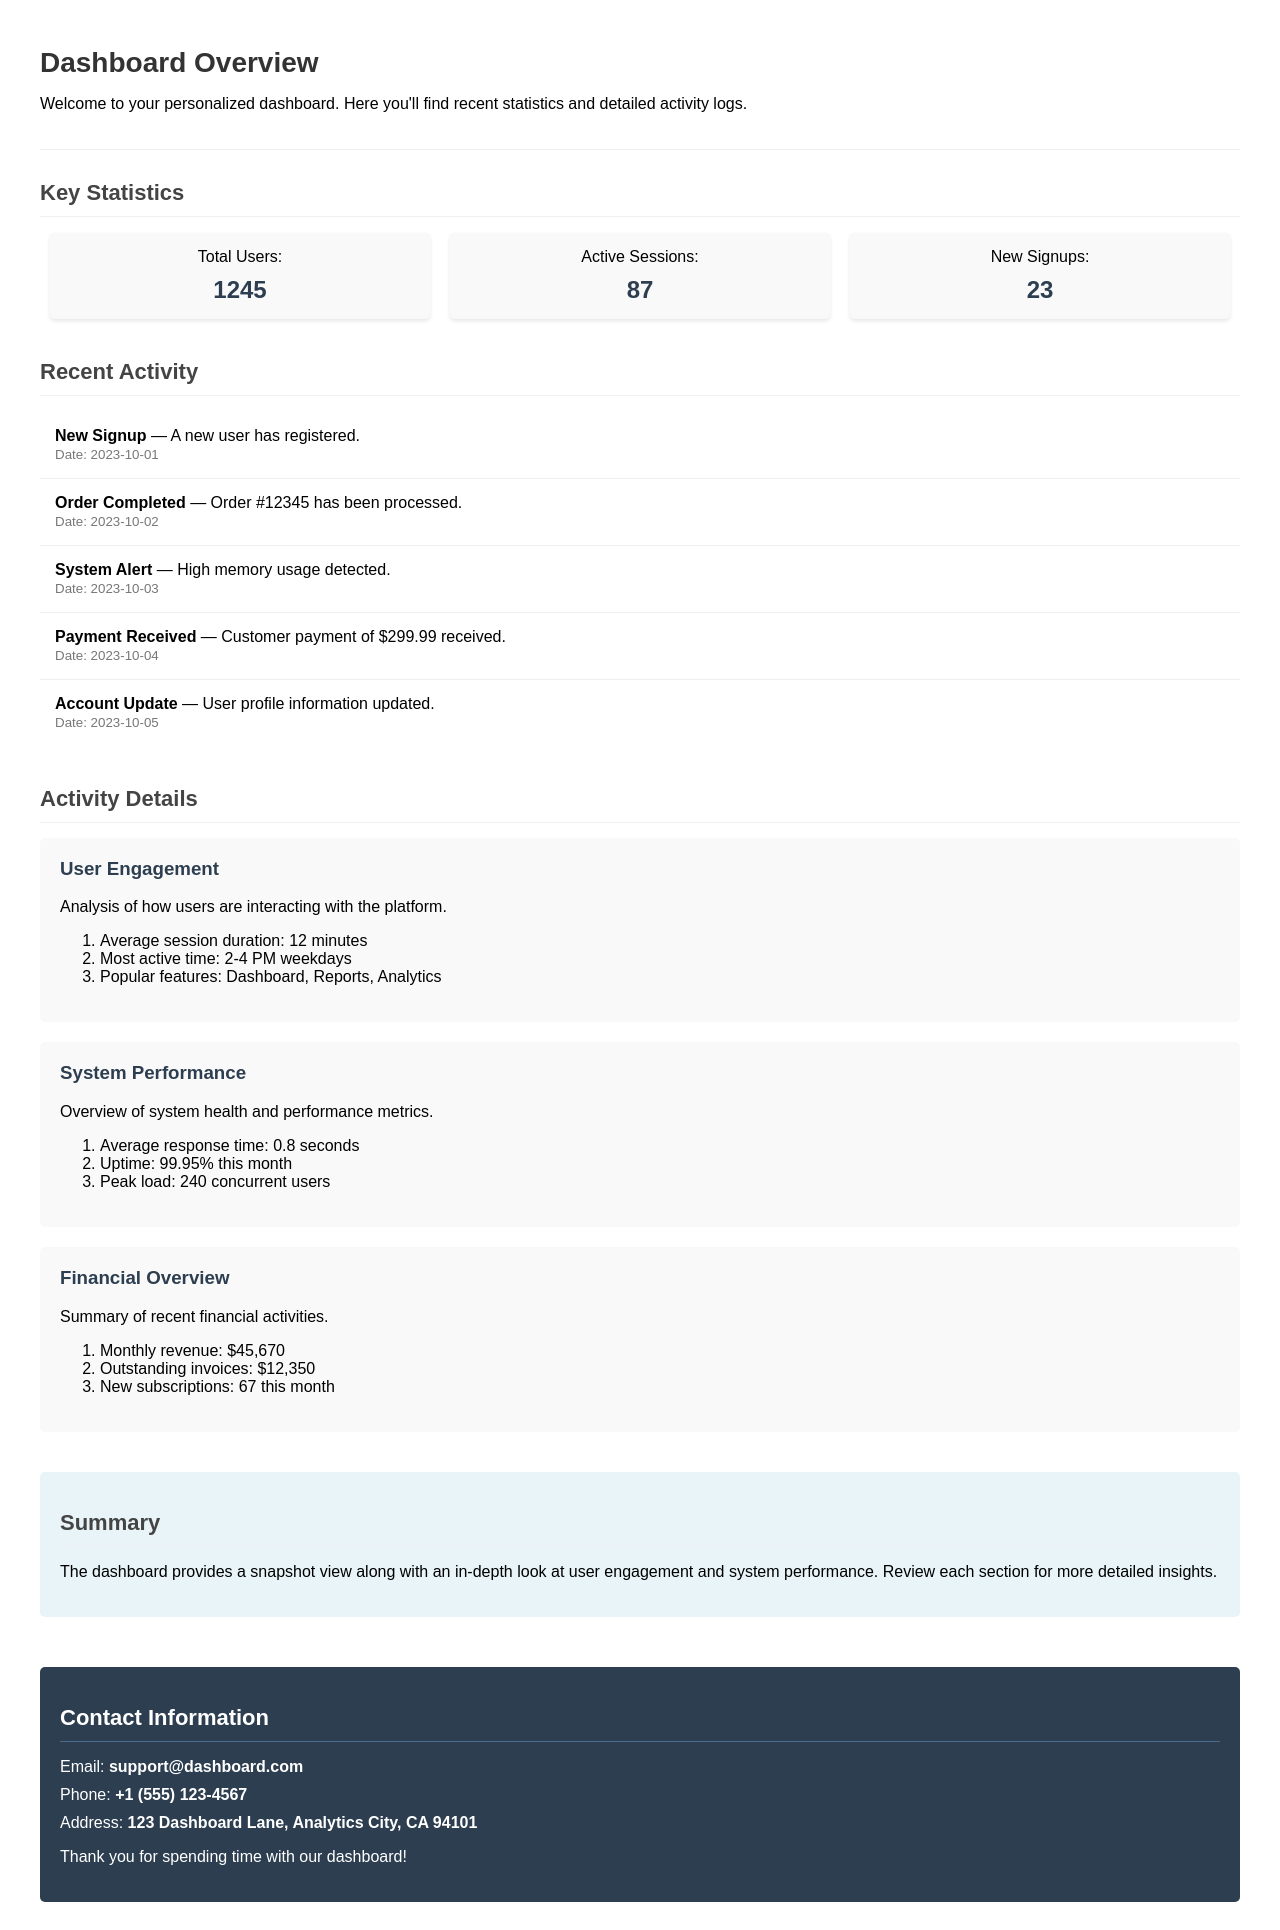 Dashboard Overview
Welcome to your personalized dashboard. Here you'll find recent statistics and detailed activity logs.
Key Statistics
Total Users:
1245
Active Sessions:
87
New Signups:
23
Recent Activity
New Signup — A new user has registered.
Date: 2023-10-01
Order Completed — Order #12345 has been processed.
Date: 2023-10-02
System Alert — High memory usage detected.
Date: 2023-10-03
Payment Received — Customer payment of $299.99 received.
Date: 2023-10-04
Account Update — User profile information updated.
Date: 2023-10-05
Activity Details
User Engagement
Analysis of how users are interacting with the platform.
1. Average session duration: 12 minutes
2. Most active time: 2-4 PM weekdays
3. Popular features: Dashboard, Reports, Analytics
System Performance
Overview of system health and performance metrics.
1. Average response time: 0.8 seconds
2. Uptime: 99.95% this month
3. Peak load: 240 concurrent users
Financial Overview
Summary of recent financial activities.
1. Monthly revenue: $45,670
2. Outstanding invoices: $12,350
3. New subscriptions: 67 this month
Summary
The dashboard provides a snapshot view along with an in-depth look at user engagement and system performance. Review each section for more detailed insights.
Contact Information
Email: support@dashboard.com
Phone: +1 (555) 123-4567
Address: 123 Dashboard Lane, Analytics City, CA 94101
Thank you for spending time with our dashboard!